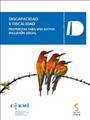 DISCAPACIDAD
Y FISCALIDAD
PROPUESTAS PARA UNA MAYOR
INCLUSIÓN SOCIAL
D
CERMI